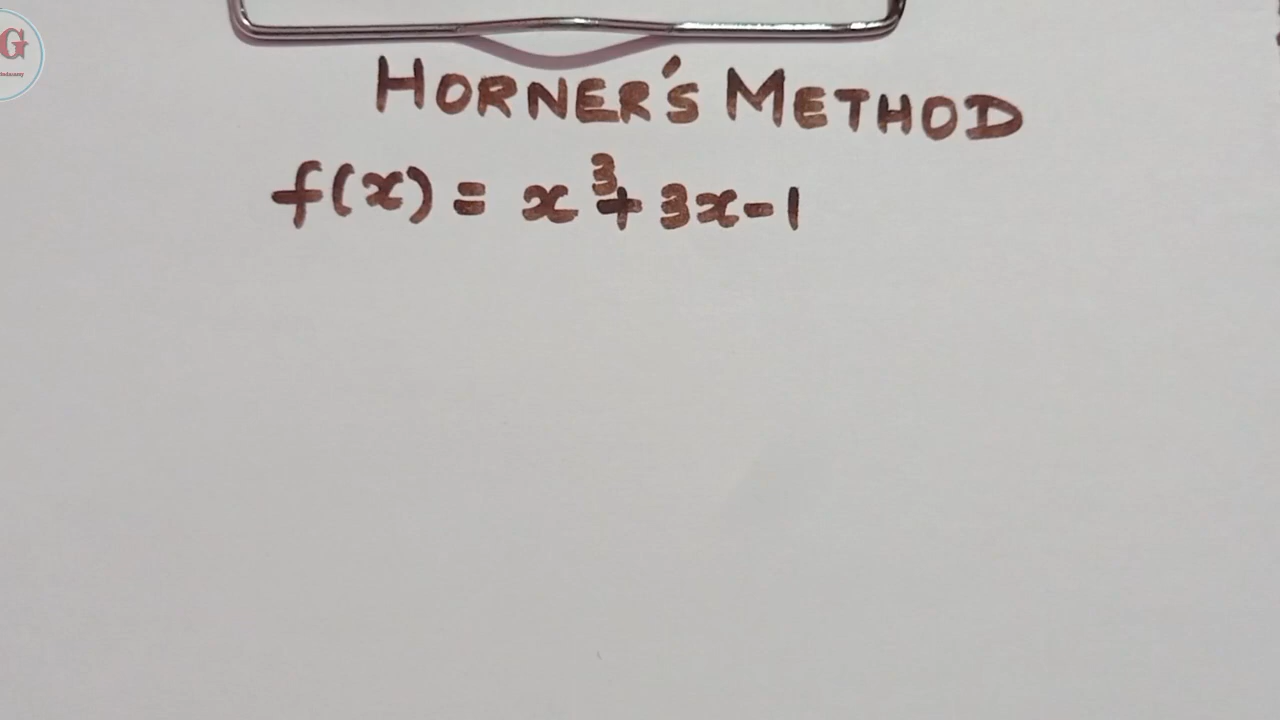 G
HORNER'S METHOD
f(x) = x³ + 3x - 1